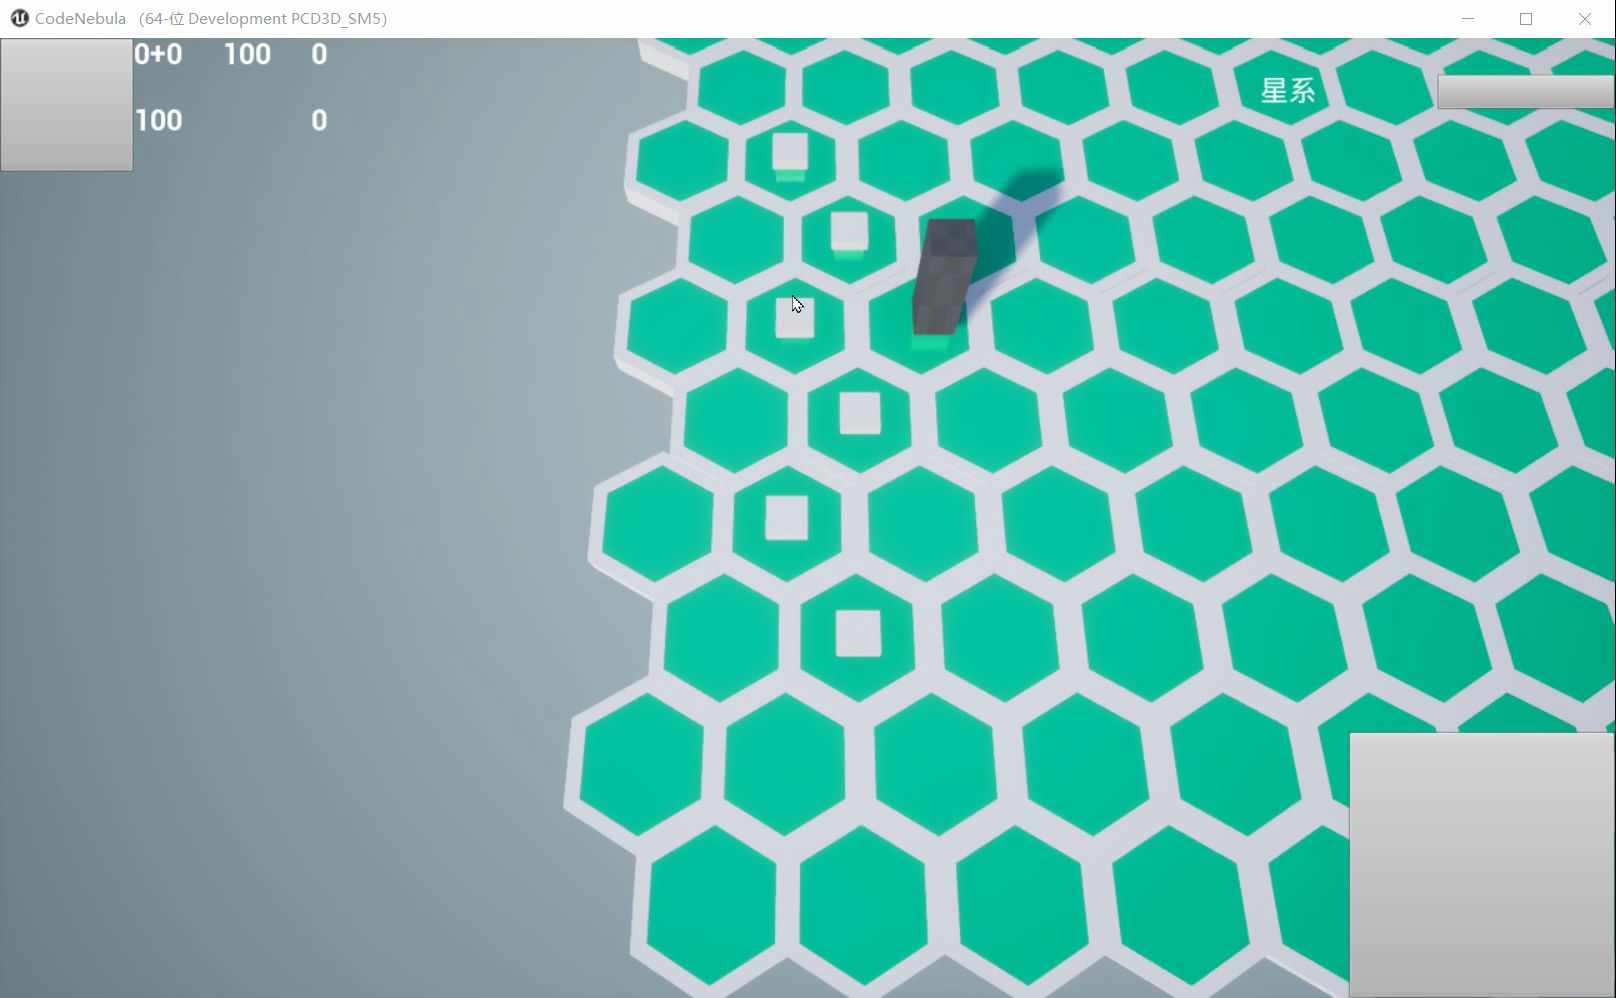 CodeNebula (64-位 Development PCD3D_SM5)
0+0 100 0
星系
100 0